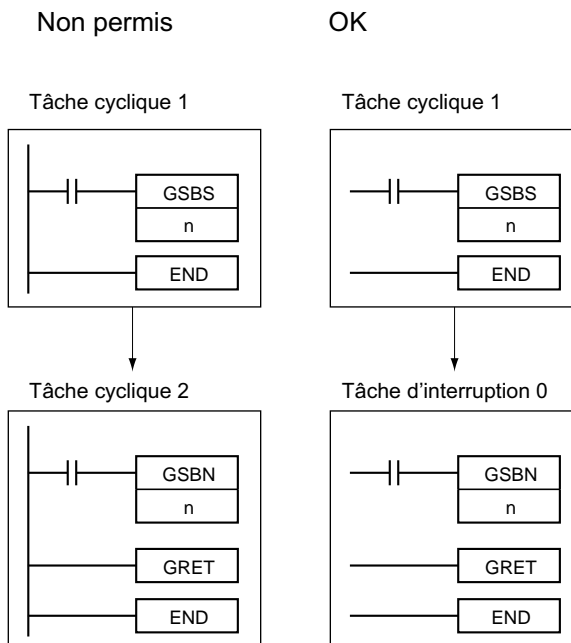 Non permis
OK
Tâche cyclique 1
GSBS
n
END
Tâche cyclique 1
GSBS
n
END
Tâche cyclique 2
GSBN
n
GRET
END
Tâche d'interruption 0
GSBN
n
GRET
END